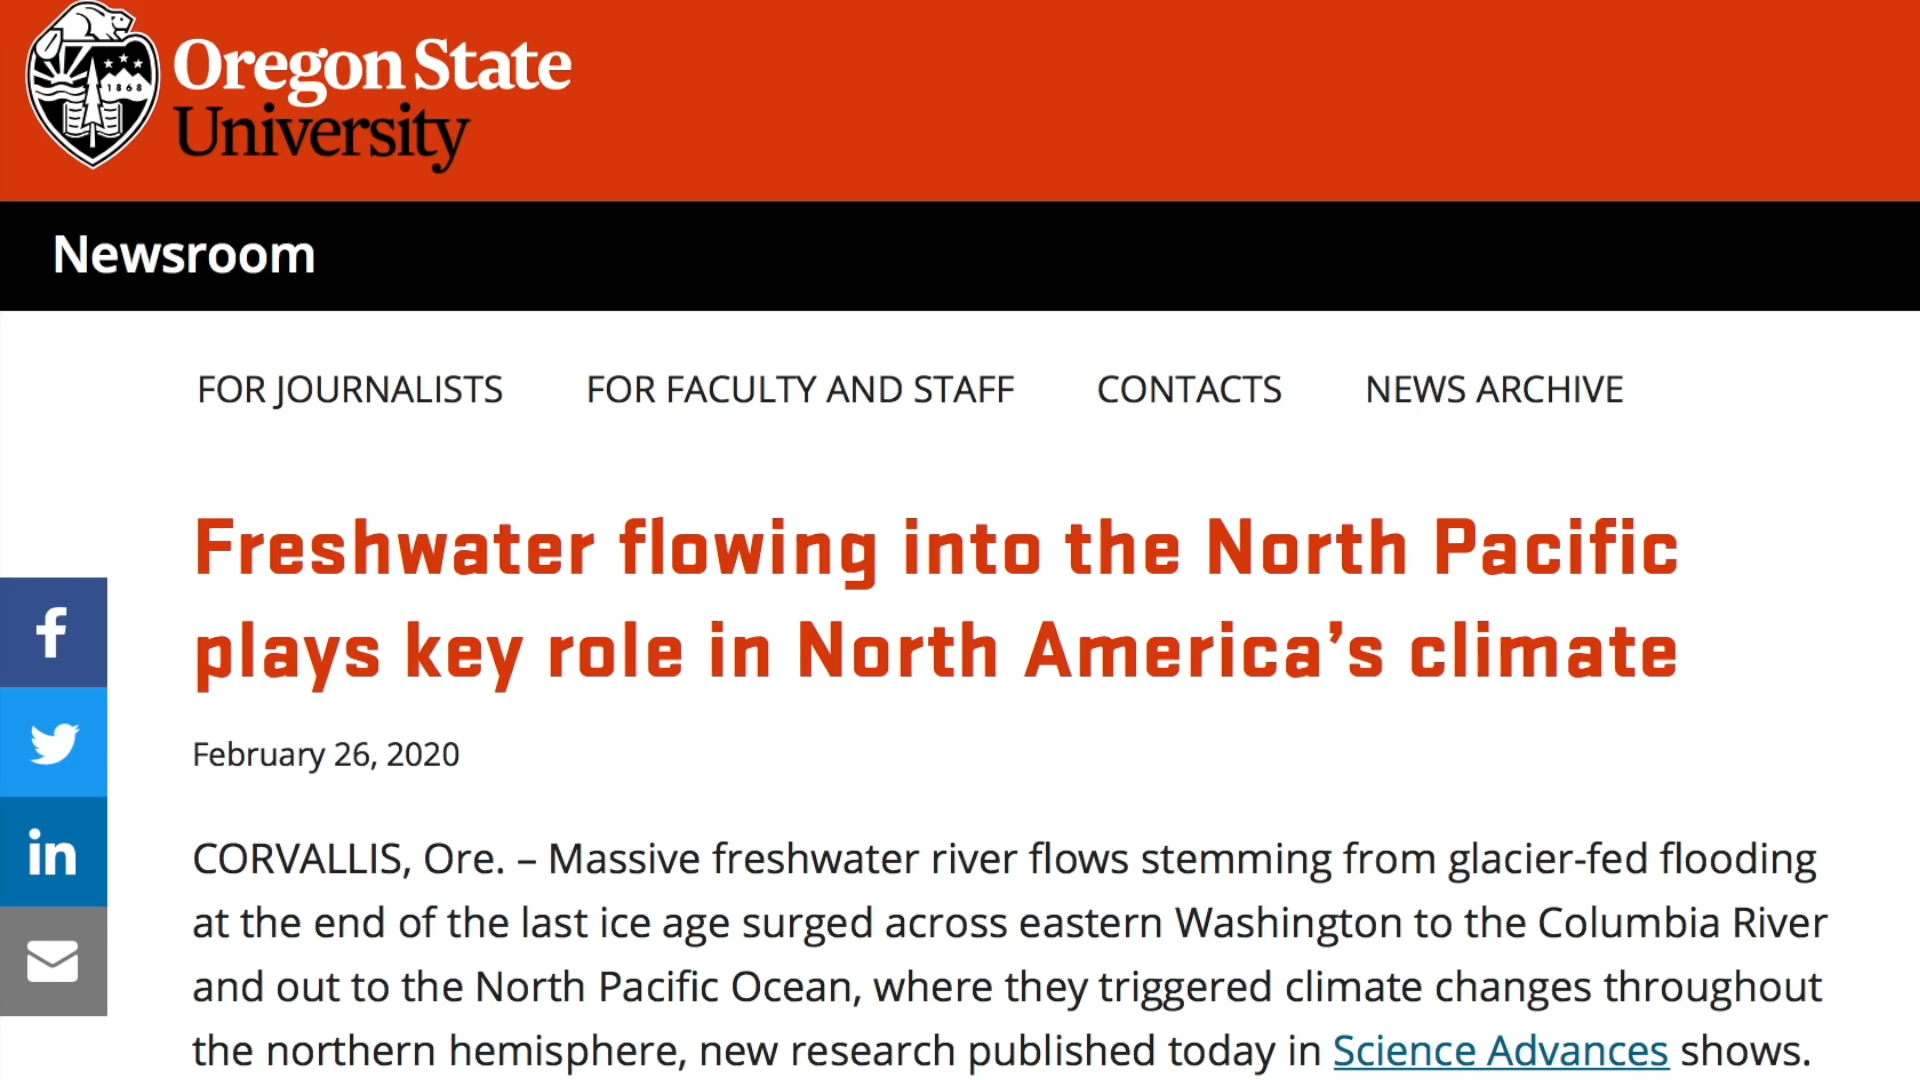 1868
Oregon State
University
Newsroom
FOR JOURNALISTS FOR FACULTY AND STAFF CONTACTS NEWS ARCHIVE
Freshwater flowing into the North Pacific
plays key role in North America’s climate
February 26, 2020
CORVALLIS, Ore. – Massive freshwater river flows stemming from glacier-fed flooding
at the end of the last ice age surged across eastern Washington to the Columbia River
and out to the North Pacific Ocean, where they triggered climate changes throughout
the northern hemisphere, new research published today in Science Advances shows.
f
in